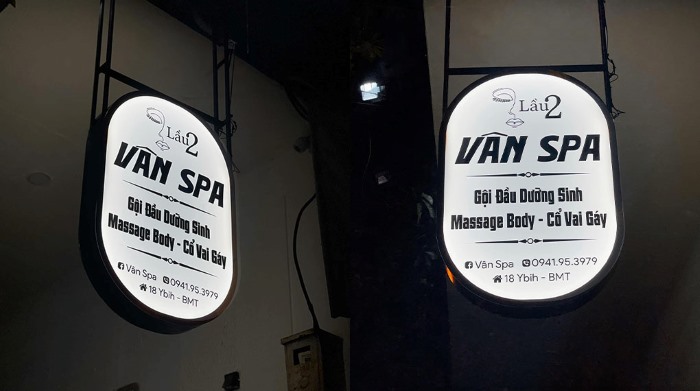 Lầu 2
VÂN SPA
Gội Đầu Dưỡng Sinh
Massage Body - Cổ Vai Gáy
Vân Spa 0941.95.3979
18 Ybih - BMT
Lầu 2
VÂN SPA
Gội Đầu Dưỡng Sinh
Massage Body - Cổ Vai Gáy
Vân Spa 0941.95.3979
18 Ybih - BMT